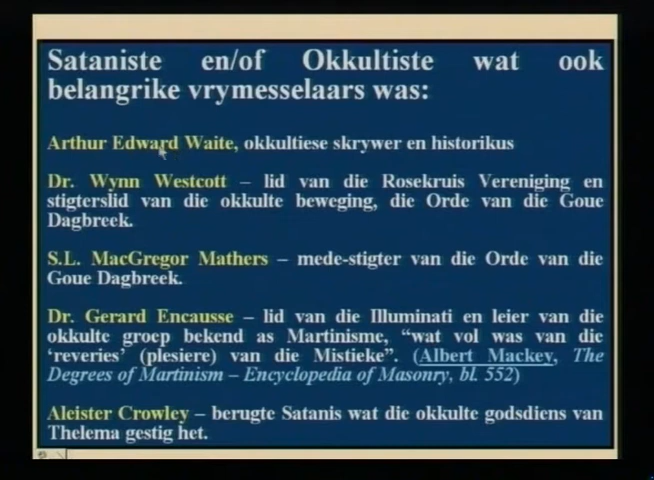 Sataniste en/of Okkultiste wat ook
belangrike vrymesselaars was:
Arthur Edward Waite, okkultiese skrywer en historikus
Dr. Wynn Westcott – lid van die Rosekruis Vereniging en
stigterslid van die okkulte beweging, die Orde van die Goue
Dagbreek.
S.L. MacGregor Mathers – mede-stigter van die Orde van die
Goue Dagbreek.
Dr. Gerard Encausse – lid van die Illuminati en leier van die
okkulte groep bekend as Martinisme, “wat vol was van die
‘reveries’ (plesiere) van die Mistieke”. (Albert Mackey, The
Degrees of Martinism – Encyclopedia of Masonry, bl. 552)
Aleister Crowley – berugte Satanis wat die okkulte godsdiens van
Thelema gestig het.